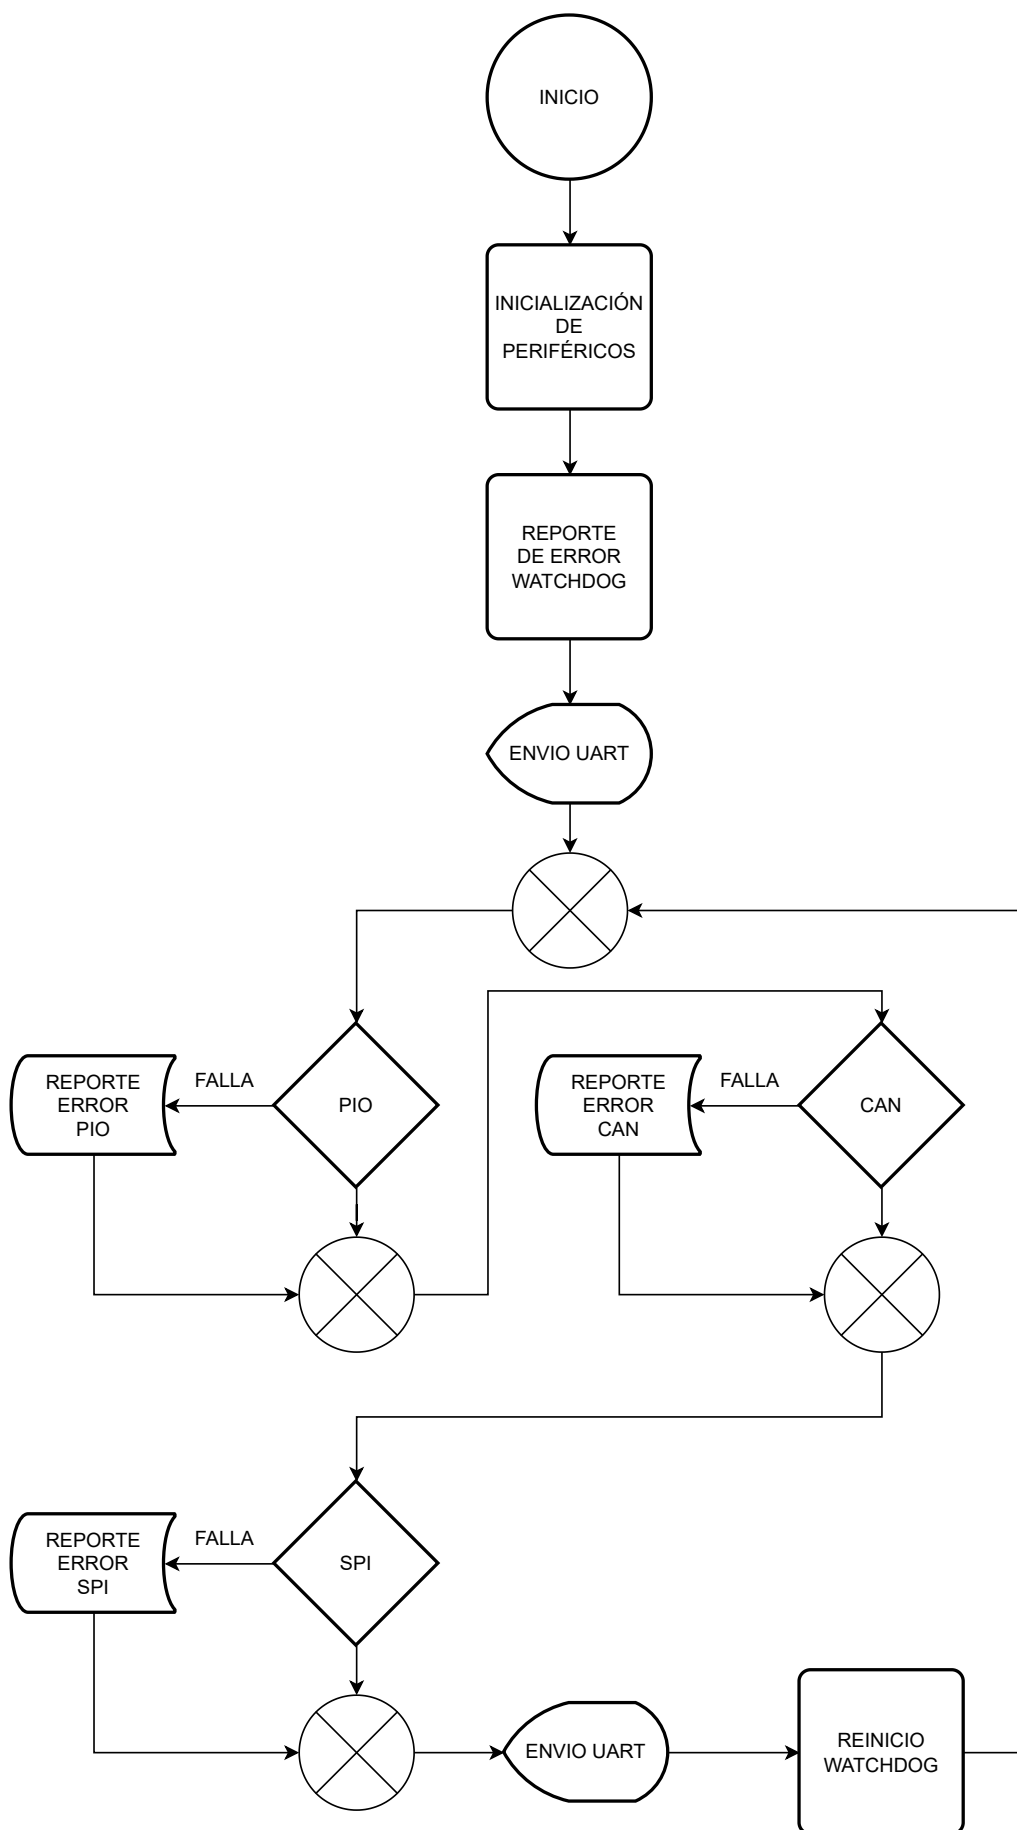 INICIO
INICIALIZACIÓN
DE
PERIFÉRICOS
REPORTE
DE ERROR
WATCHDOG
ENVIO UART
REPORTE
ERROR
PIO
FALLA
PIO
REPORTE
ERROR
CAN
FALLA
CAN
REPORTE
ERROR
SPI
FALLA
SPI
ENVIO UART
REINICIO
WATCHDOG